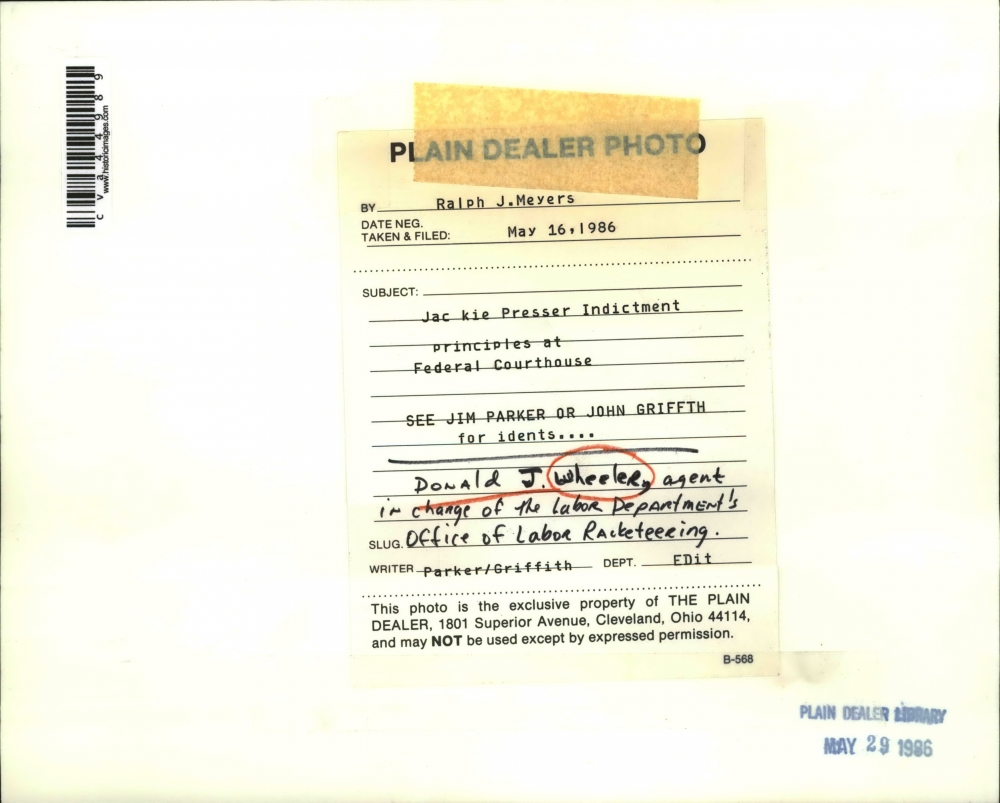 cva44989
www.historicimages.com
PLAIN DEALER PHOTO
BY Ralph J.Meyers
DATE NEG.
TAKEN & FILED: May 16,1986
SUBJECT:
Jac kie Presser Indictment
principles at
Federal Courthouse
SEE JIM PARKER OR JOHN GRIFFTH
for idents....
Donald J. Wheeler, agent
in charge of the Labor Department's
SLUG. Office of Labor Racketeering.
WRITER Parker/Griffith DEPT. EDit
This photo is the exclusive property of THE PLAIN
DEALER, 1801 Superior Avenue, Cleveland, Ohio 44114,
and may NOT be used except by expressed permission.
B-568
PLAIN DEALER LIBRARY
MAY 29 1986